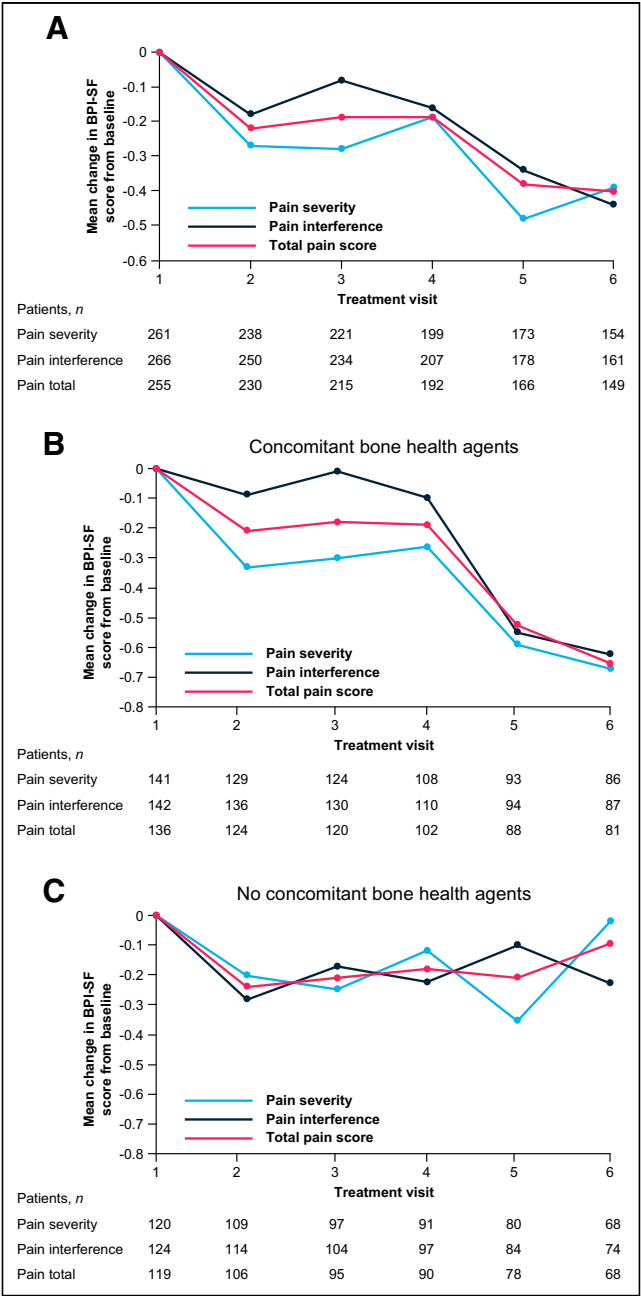 A
Mean change in BPI-SF
score from baseline
0
-0.1
-0.2
-0.3
-0.4
-0.5
-0.6
Pain severity
Pain interference
Total pain score
1 2 3 4 5 6
Treatment visit
Patients, n
Pain severity 261 238 221 199 173 154
Pain interference 266 250 234 207 178 161
Pain total 255 230 215 192 166 149
B
Concomitant bone health agents
Mean change in BPI-SF
score from baseline
0
-0.1
-0.2
-0.3
-0.4
-0.5
-0.6
-0.7
-0.8
Pain severity
Pain interference
Total pain score
1 2 3 4 5 6
Treatment visit
Patients, n
Pain severity 141 129 124 108 93 86
Pain interference 142 136 130 110 94 87
Pain total 136 124 120 102 88 81
C
No concomitant bone health agents
Mean change in BPI-SF
score from baseline
0
-0.1
-0.2
-0.3
-0.4
-0.5
-0.6
-0.7
-0.8
Pain severity
Pain interference
Total pain score
1 2 3 4 5 6
Treatment visit
Patients, n
Pain severity 120 109 97 91 80 68
Pain interference 124 114 104 97 84 74
Pain total 119 106 95 90 78 68